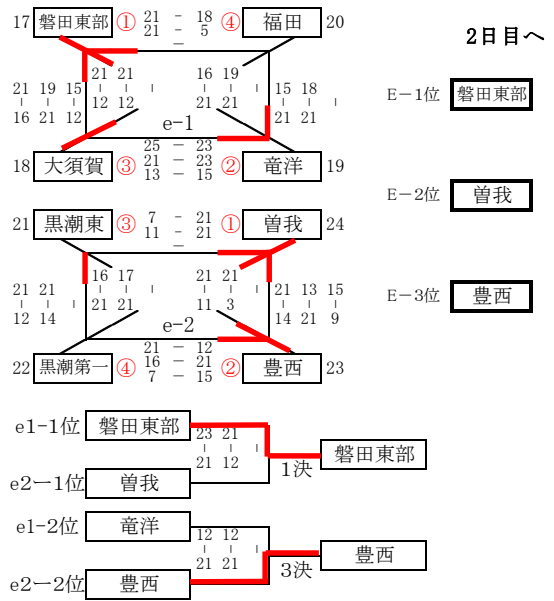 17 磐田東部 ① 21 - 18 ④ 福田 20
21 - 5
－
2日目へ
21 21 16 19
21 19 15 | | | | | | 15 18
| | | 12 12 21 21 | | |
16 21 12 21 21
E－1位 磐田東部
e-1
25 － 23
18 大須賀 ③ 21 － 23 ② 竜洋 19
13 － 15
E－2位 曽我
21 黒潮東 ③ 7 - 21 ① 曽我 24
11 - 21
－
16 17 21 21
21 21 | | | | | | 21 13 15
| | | 21 21 11 3 | | |
12 14 14 21 9
E－3位 豊西
e-2
21 － 12
22 黒潮第一 ④ 16 － 21 ② 豊西 23
7 － 15
e1-1位 磐田東部
23 21
| |
21 12
磐田東部
1決
e2ー1位 曽我
e1-2位 竜洋
12 12
| |
21 21
豊西
3決
e2ー2位 豊西